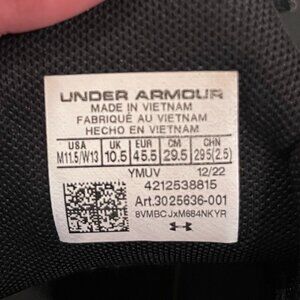 UNDER ARMOUR
MADE IN VIETNAM
FABRIQUÉ AU VIETNAM
HECHO EN VIETNAM
USA UK EUR CM CHN
M11.5/W13 10.5 45.5 29.5 295(2.5)
YMUV 12/22
4212538815
Art.3025636-001
8VMBCJxM684NKYR